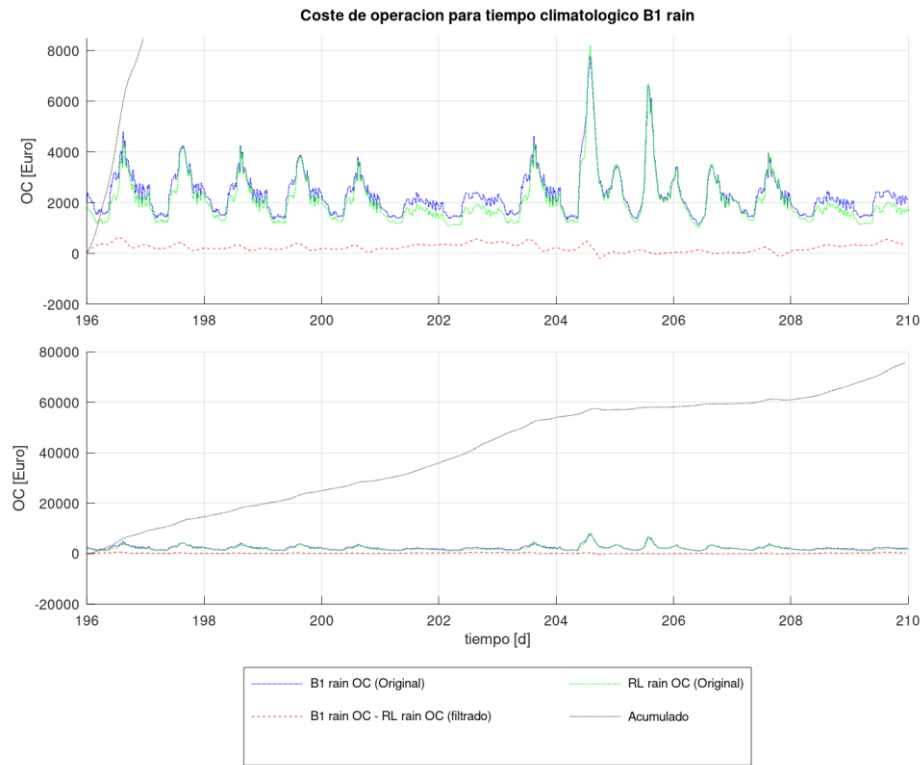 Coste de operacion para tiempo climatologico B1 rain
8000
6000
4000
2000
0
-2000
OC [Euro]
196 198 200 202 204 206 208 210
80000
60000
40000
20000
0
-20000
OC [Euro]
196 198 200 202 204 206 208 210
tiempo [d]
B1 rain OC (Original) RL rain OC (Original)
B1 rain OC - RL rain OC (filtrado) Acumulado